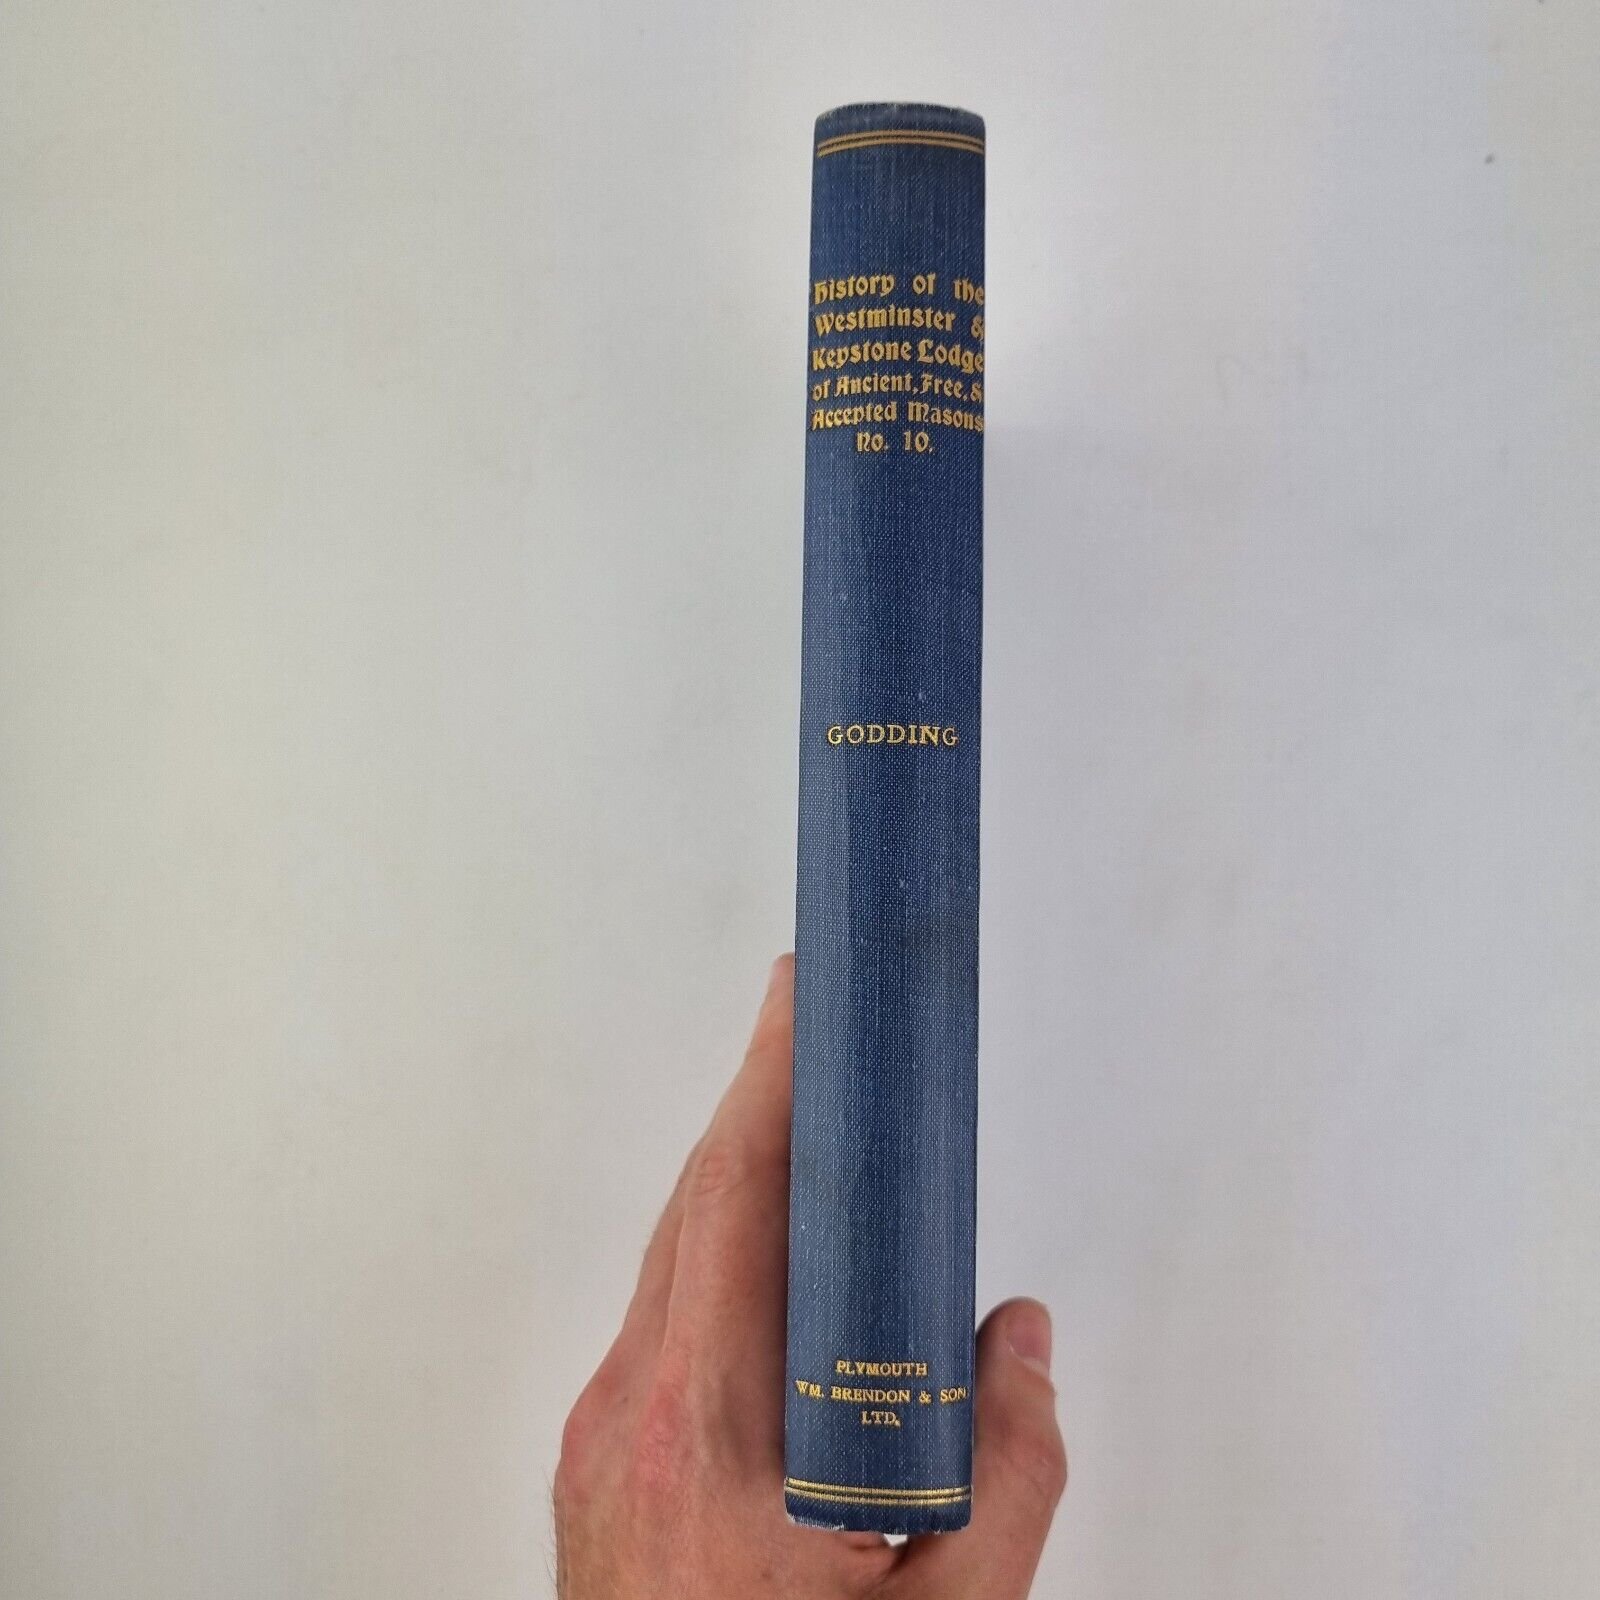 History of the
Westminster &
Keystone Lodge
of Ancient, Free, &
Accepted Masons
No. 10.
GODDING
PLYMOUTH
WM. BRENDON & SON
LTD.